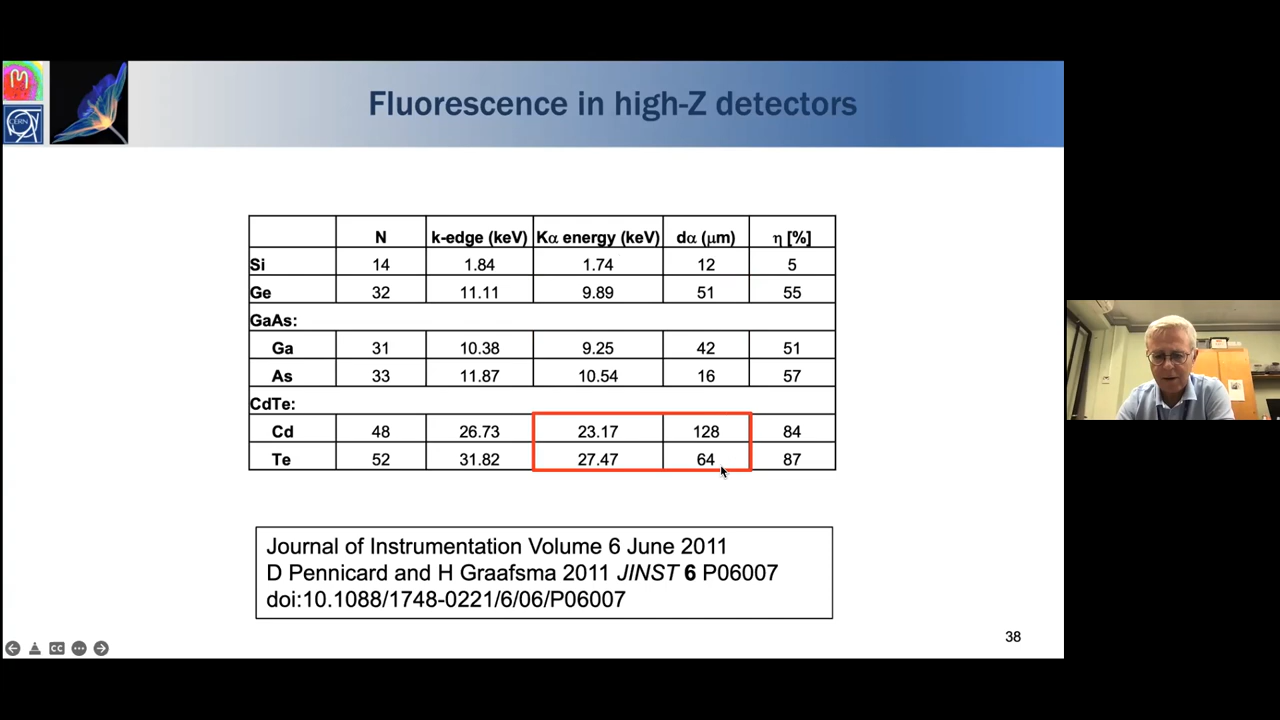 M
CERN
Fluorescence in high-Z detectors
N k-edge (keV) Kα energy (keV) dα (μm) η [%]
Si 14 1.84 1.74 12 5
Ge 32 11.11 9.89 51 55
GaAs:
Ga 31 10.38 9.25 42 51
As 33 11.87 10.54 16 57
CdTe:
Cd 48 26.73 23.17 128 84
Te 52 31.82 27.47 64 87
Journal of Instrumentation Volume 6 June 2011
D Pennicard and H Graafsma 2011 JINST 6 P06007
doi:10.1088/1748-0221/6/06/P06007
38
CC